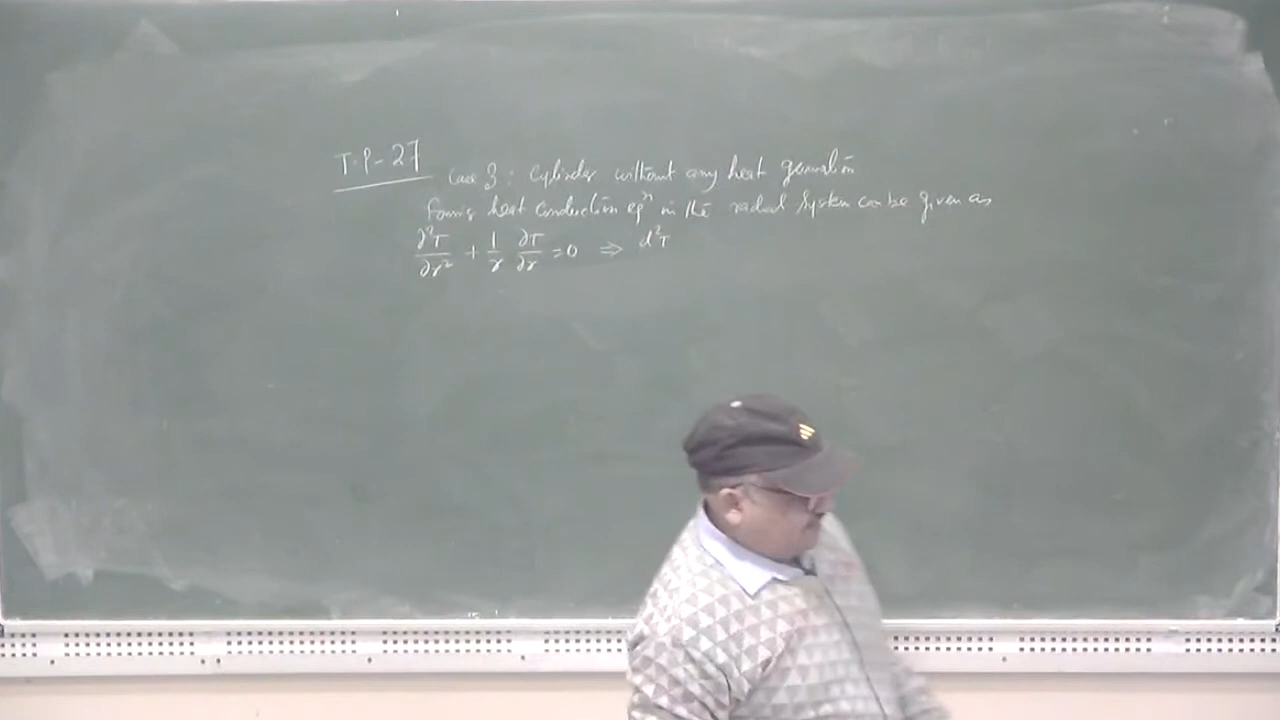 T.P-27
Case 3: Cylinder without any heat generation
Fourier heat conduction eqⁿ in the radial system can be given as
∂²T/∂r² + 1/r ∂T/∂r = 0 ⇒ d²T